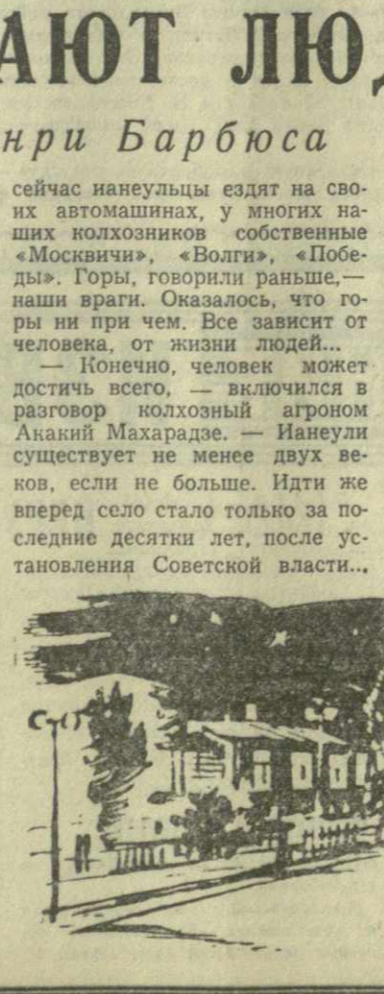 АЮТ ЛЮД
нри Барбюса
сейчас ианеульцы ездят на сво-
их автомашинах, у многих на-
ших колхозников собственные
«Москвичи», «Волги», «Побе-
ды». Горы, говорили раньше,—
наши враги. Оказалось, что го-
ры ни при чем. Все зависит от
человека, от жизни людей...
— Конечно, человек может
достичь всего, — включился в
разговор колхозный агроном
Акакий Махарадзе. — Ианеули
существует не менее двух ве-
ков, если не больше. Идти же
вперед село стало только за по-
следние десятки лет, после ус-
тановления Советской власти...